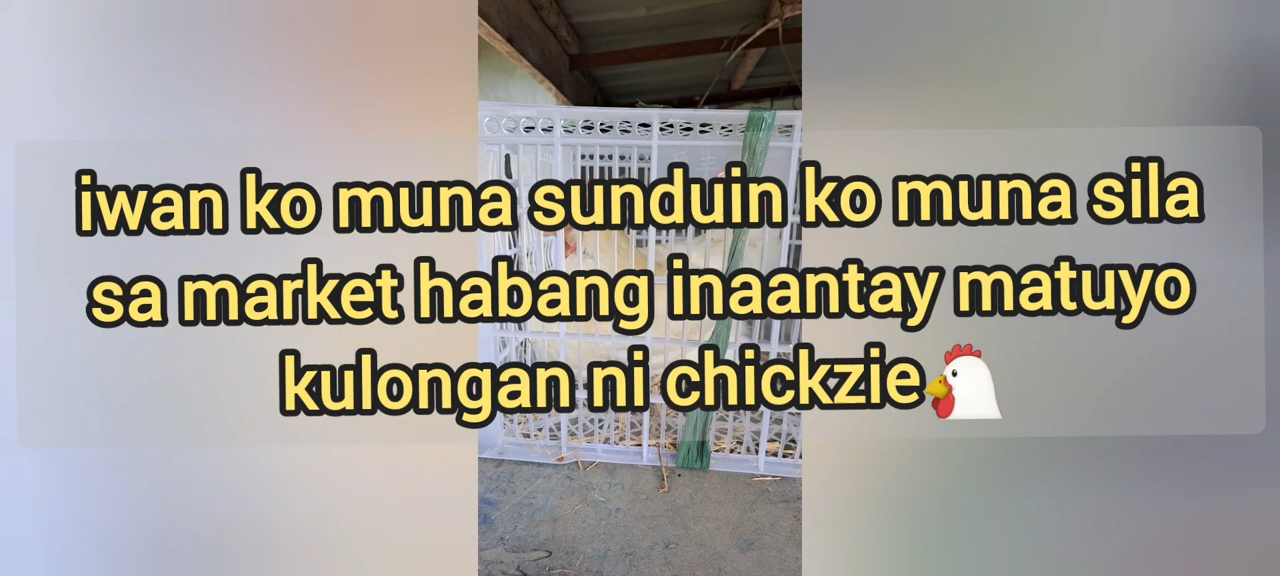 iwan ko muna sunduin ko muna sila
sa market habang inaantay matuyo
kulongan ni chickzie🐔